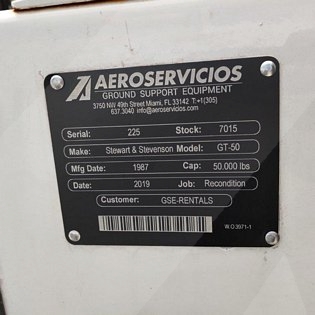 AEROSERVICIOS
GROUND SUPPORT EQUIPMENT
3750 NW 49th Street Miami, FL 33142 T:+1(305)
637.3040 info@aeroservicios.com
Serial: 225 Stock: 7015
Make: Stewart & Stevenson Model: GT-50
Mfg Date: 1987 Cap: 50.000 lbs
Date: 2019 Job: Recondition
Customer: GSE-RENTALS
W.O3971-1